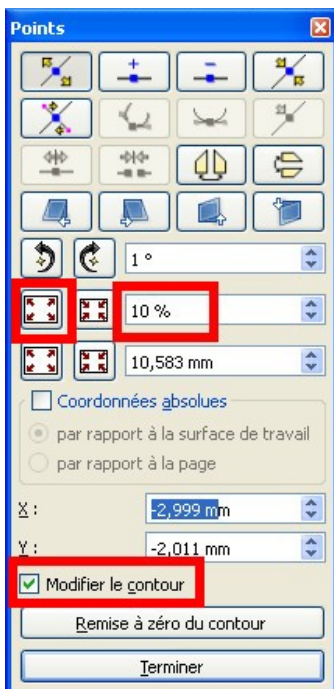 Points
1 °
10 %
10,583 mm
Coordonnées absolues
par rapport à la surface de travail
par rapport à la page
X :
-2,999 mm
Y :
-2,011 mm
Modifier le contour
Remise à zéro du contour
Terminer